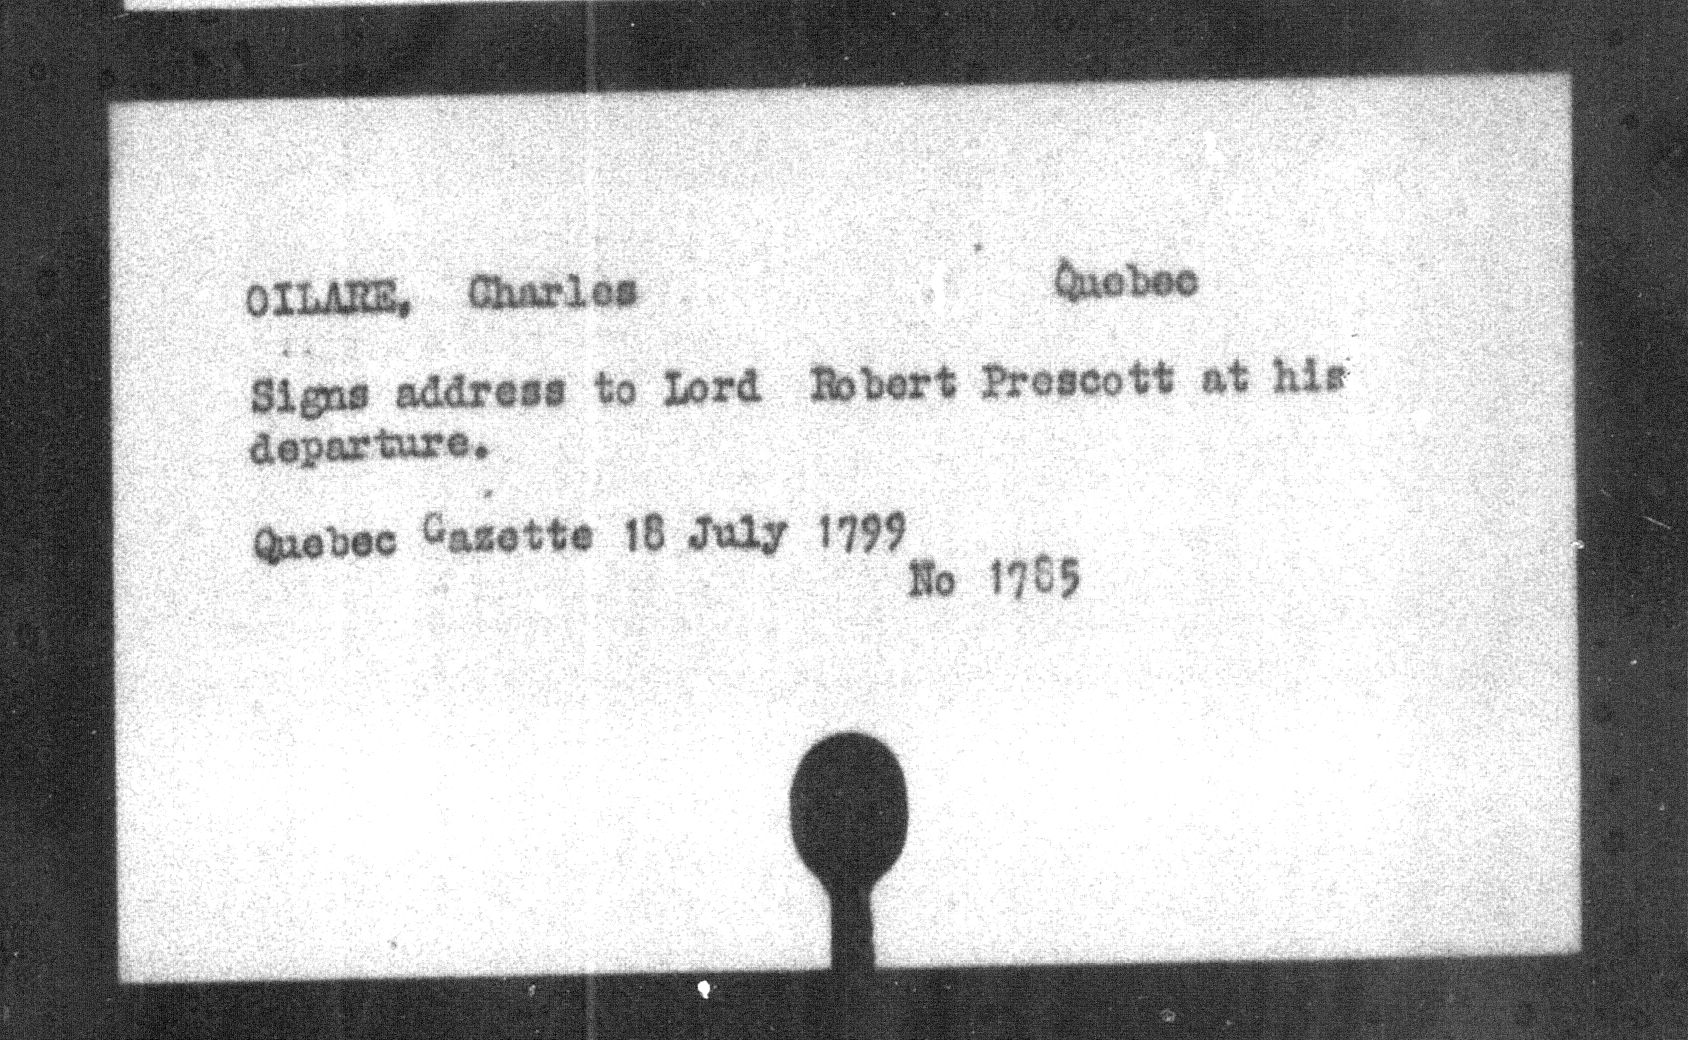 OILARE, Charles Quebec
Signs address to Lord Robert Prescott at his
departure.
Quebec Gazette 18 July 1799
No 1785